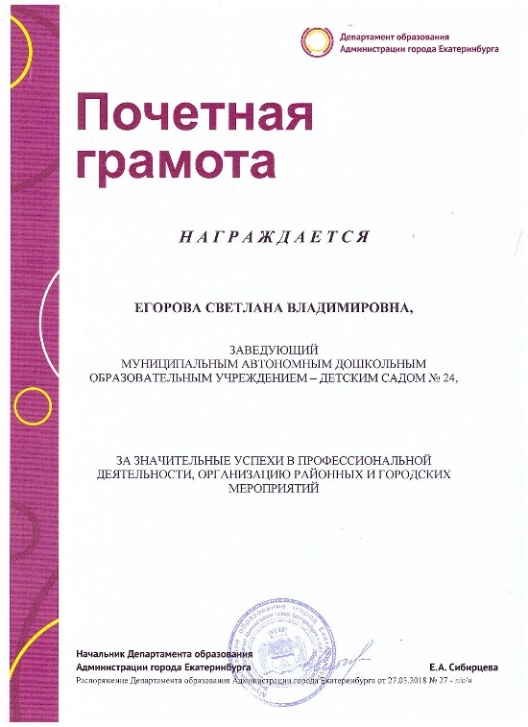 Департамент образования
Администрации города Екатеринбурга
Почетная
грамота
НАГРАЖДАЕТСЯ
ЕГОРОВА СВЕТЛАНА ВЛАДИМИРОВНА,
ЗАВЕДУЮЩИЙ
МУНИЦИПАЛЬНЫМ АВТОНОМНЫМ ДОШКОЛЬНЫМ
ОБРАЗОВАТЕЛЬНЫМ УЧРЕЖДЕНИЕМ – ДЕТСКИМ САДОМ № 24,
ЗА ЗНАЧИТЕЛЬНЫЕ УСПЕХИ В ПРОФЕССИОНАЛЬНОЙ
ДЕЯТЕЛЬНОСТИ, ОРГАНИЗАЦИЮ РАЙОННЫХ И ГОРОДСКИХ
МЕРОПРИЯТИЙ
Начальник Департамента образования
Администрации города Екатеринбурга
Е.А. Сибирцева
Распоряжение Департамента образования Администрации города Екатеринбурга от 27.03.2018 № 27 - л/о/н